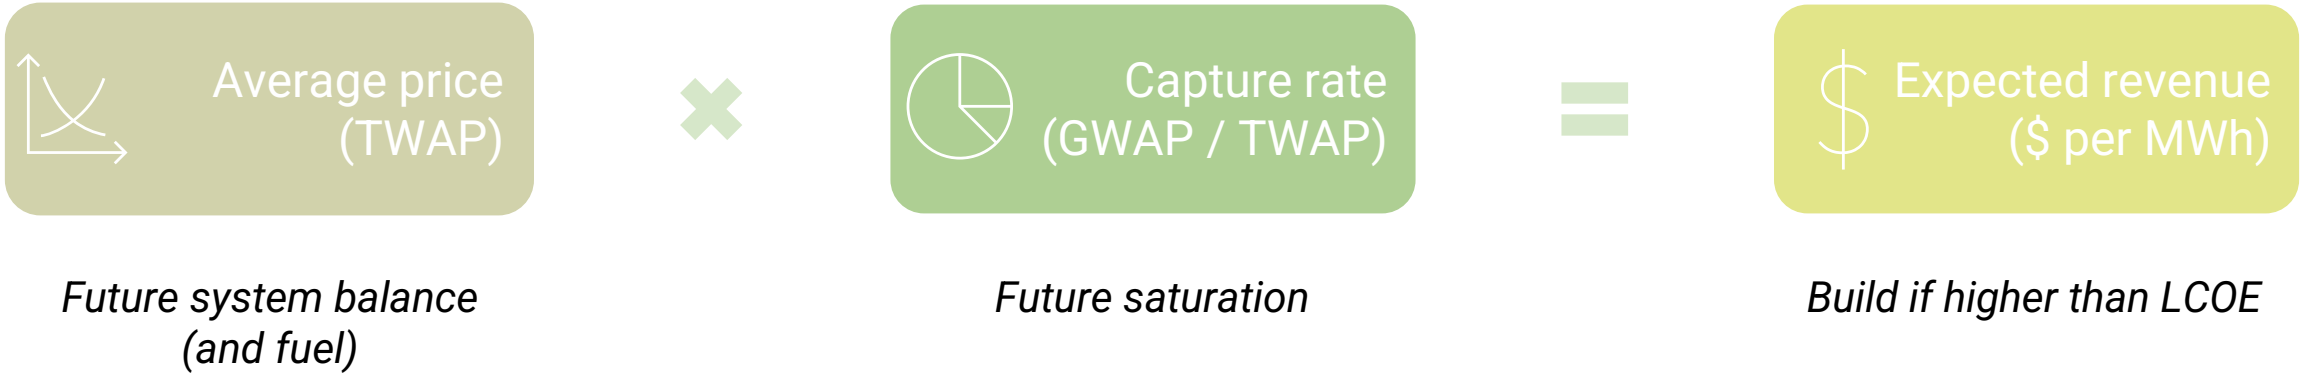 Average price
(TWAP)
Capture rate
(GWAP / TWAP)
Expected revenue
($ per MWh)
Future system balance
(and fuel)
Future saturation
Build if higher than LCOE